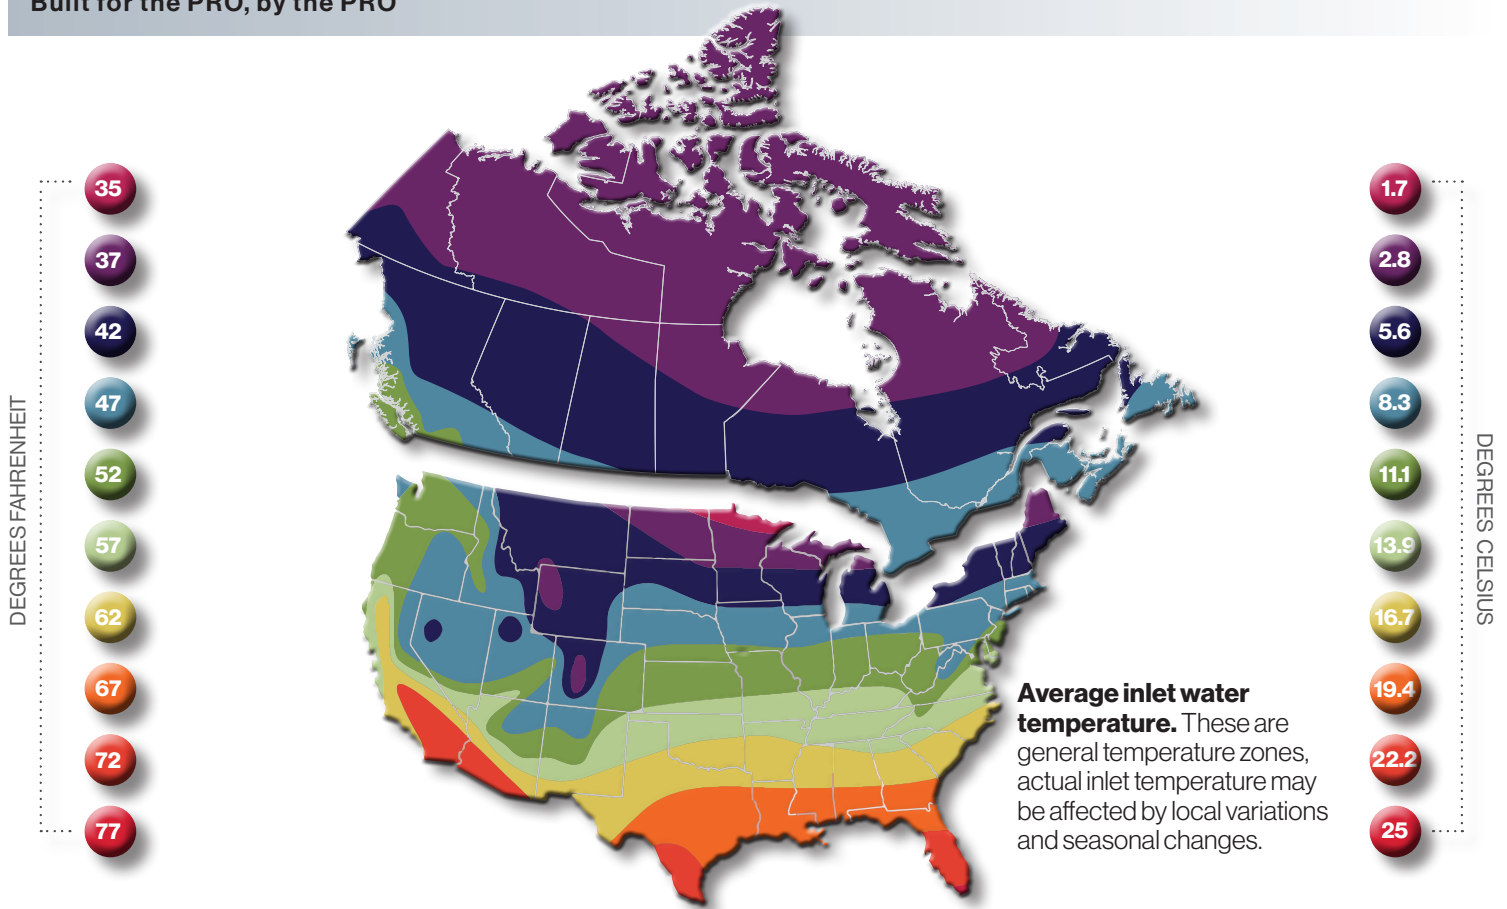 Built for the PRO, by the PRO
DEGREES FAHRENHEIT
35
37
42
47
52
57
62
67
72
77
Average inlet water
temperature. These are
general temperature zones,
actual inlet temperature may
be affected by local variations
and seasonal changes.
1.7
2.8
5.6
8.3
11.1
13.9
16.7
19.4
22.2
25
DEGREES CELSIUS